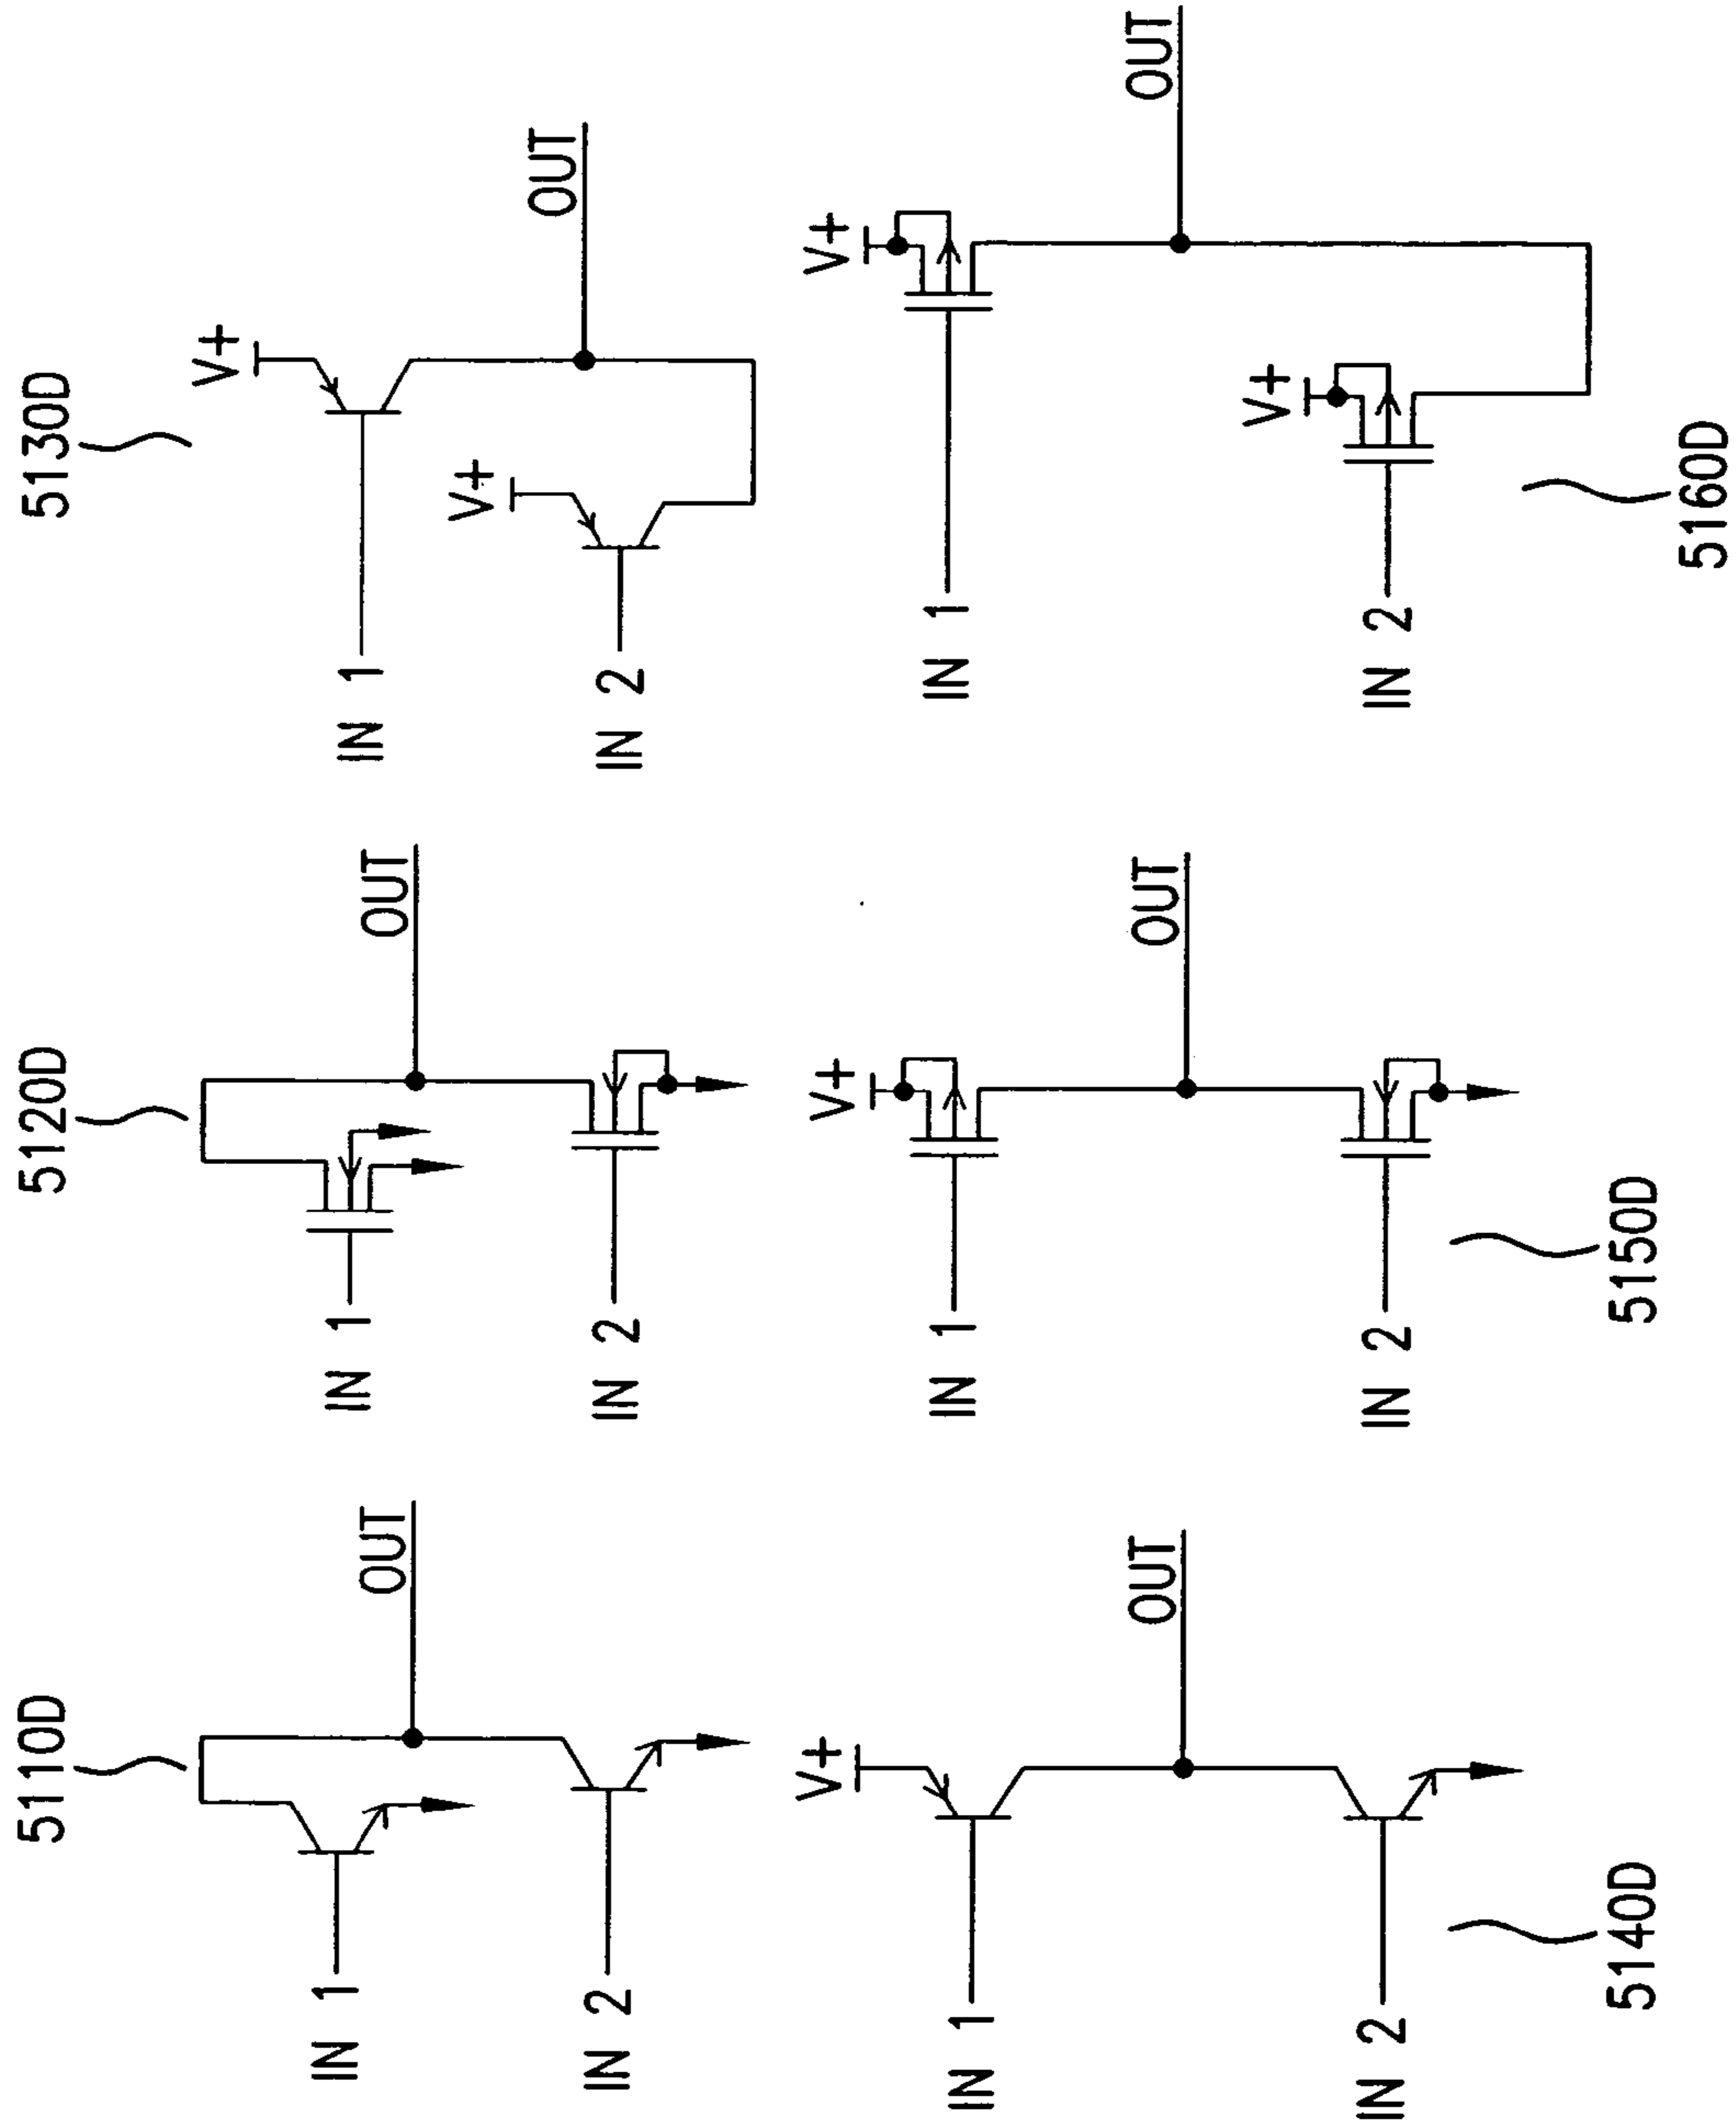 5110D
IN 1
IN 2
OUT
5120D
IN 1
IN 2
OUT
5130D
V+
IN 1
V+
IN 2
OUT
V+
IN 1
IN 2
OUT
5140D
V+
IN 1
IN 2
OUT
5150D
V+
IN 1
V+
IN 2
OUT
5160D